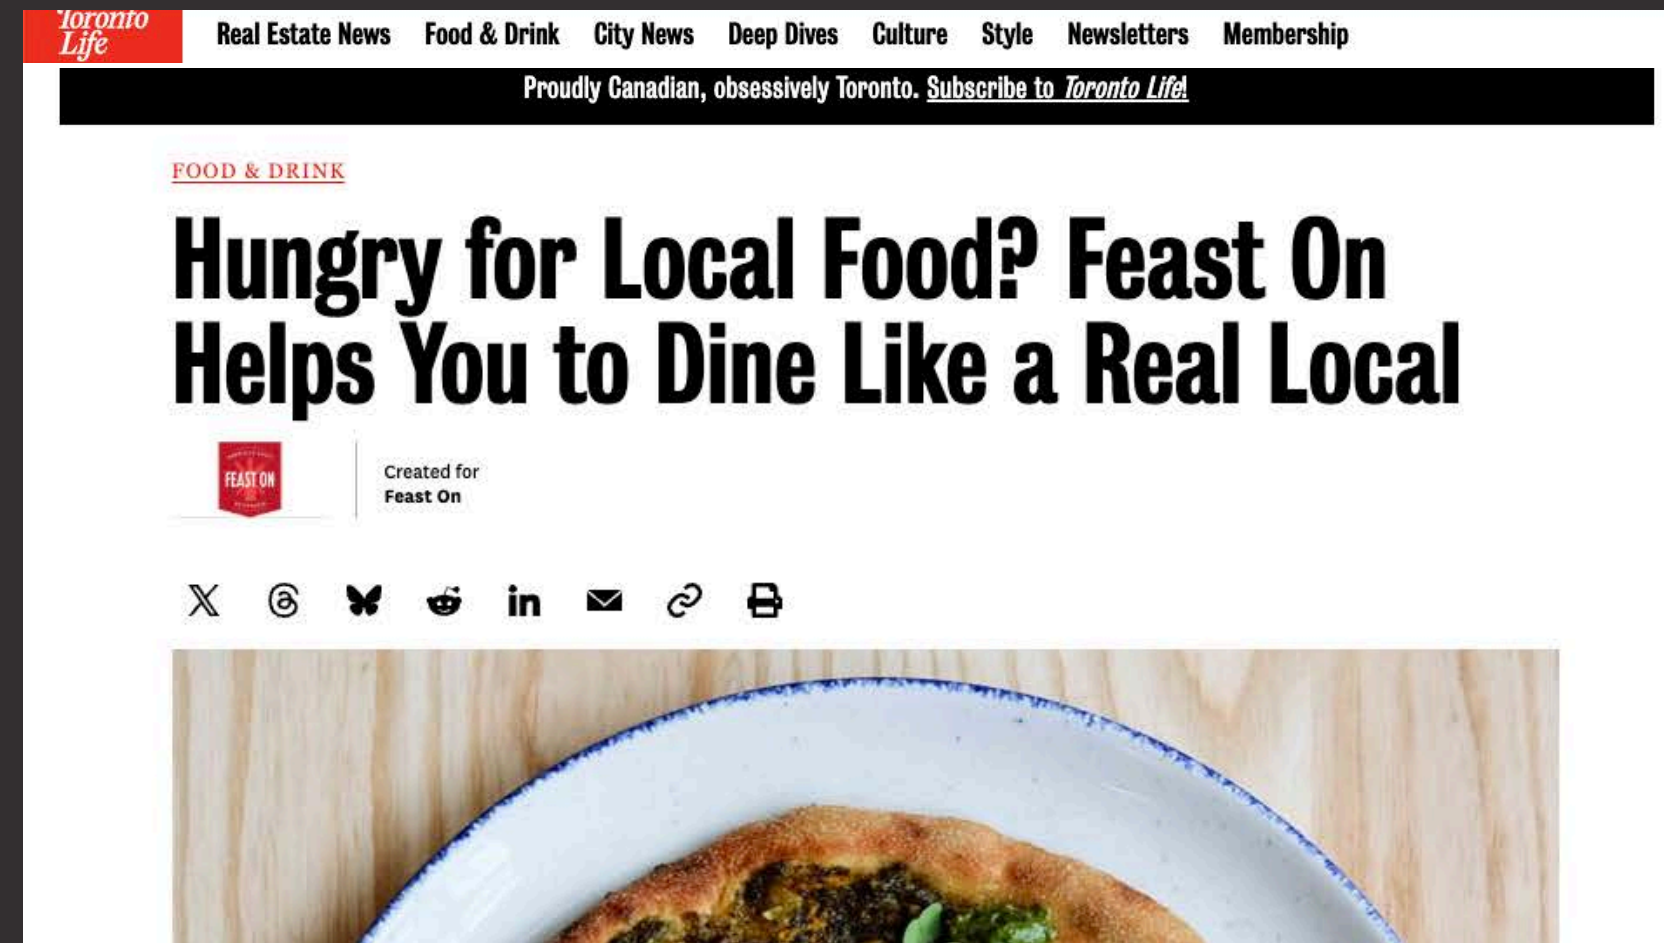 Toronto
Life
Real Estate News Food & Drink City News Deep Dives Culture Style Newsletters Membership
Proudly Canadian, obsessively Toronto. Subscribe to Toronto Life!
FOOD & DRINK
Hungry for Local Food? Feast On
Helps You to Dine Like a Real Local
FEAST ON
Created for
Feast On